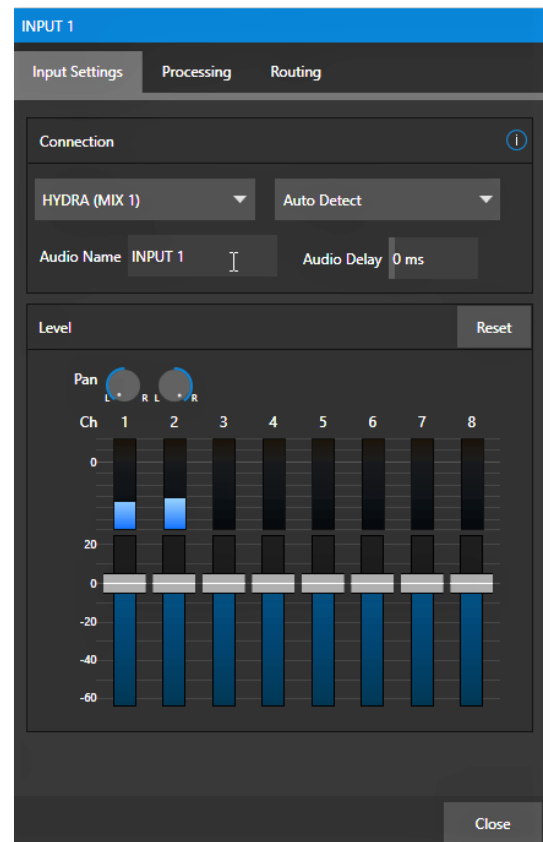 INPUT 1
Input Settings Processing Routing
Connection i
HYDRA (MIX 1) Auto Detect
Audio Name INPUT 1 Audio Delay 0 ms
Level Reset
Pan
L R L R
Ch 1 2 3 4 5 6 7 8
0
20
0
-20
-40
-60
Close